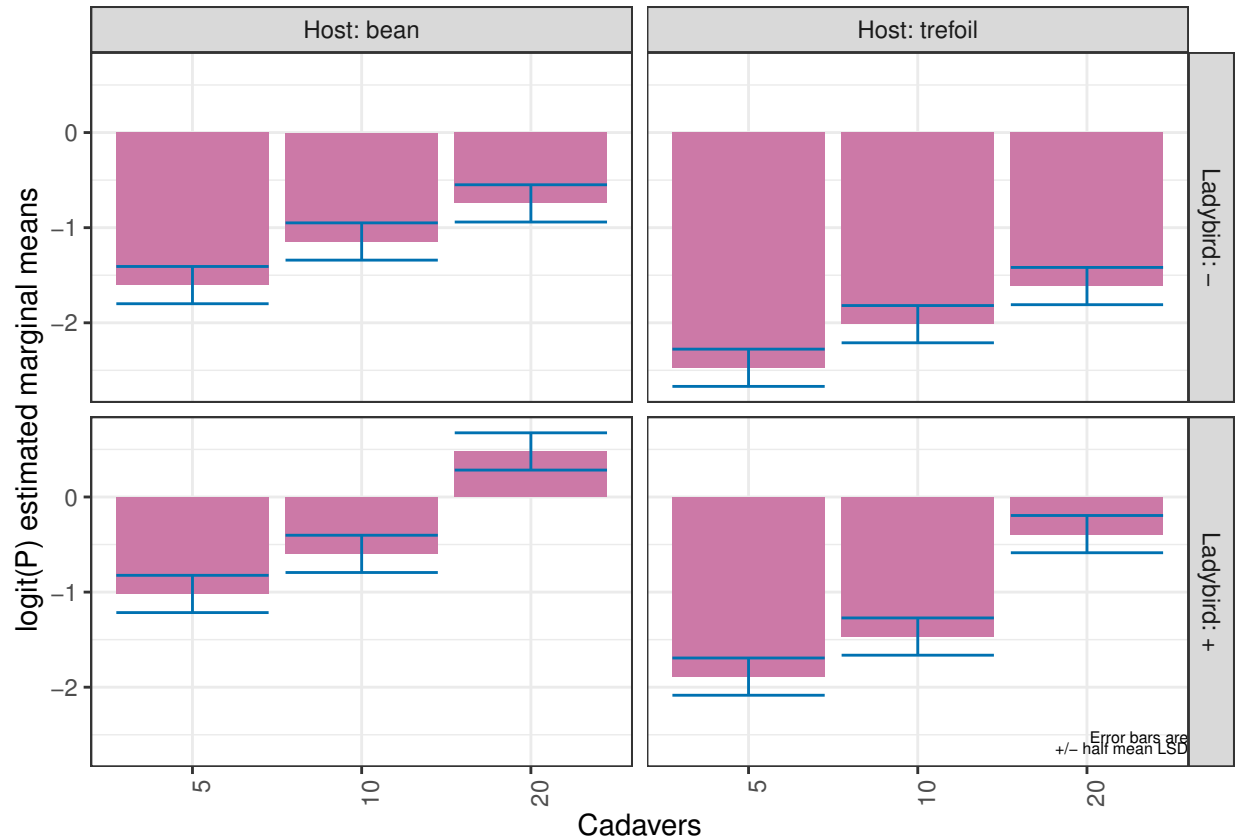 Host: bean
Host: trefoil
logit(P) estimated marginal means
0
−1
−2
Ladybird: −
0
−1
−2
Ladybird: +
Error bars are
+/− half mean LSD
5
10
20
5
10
20
Cadavers